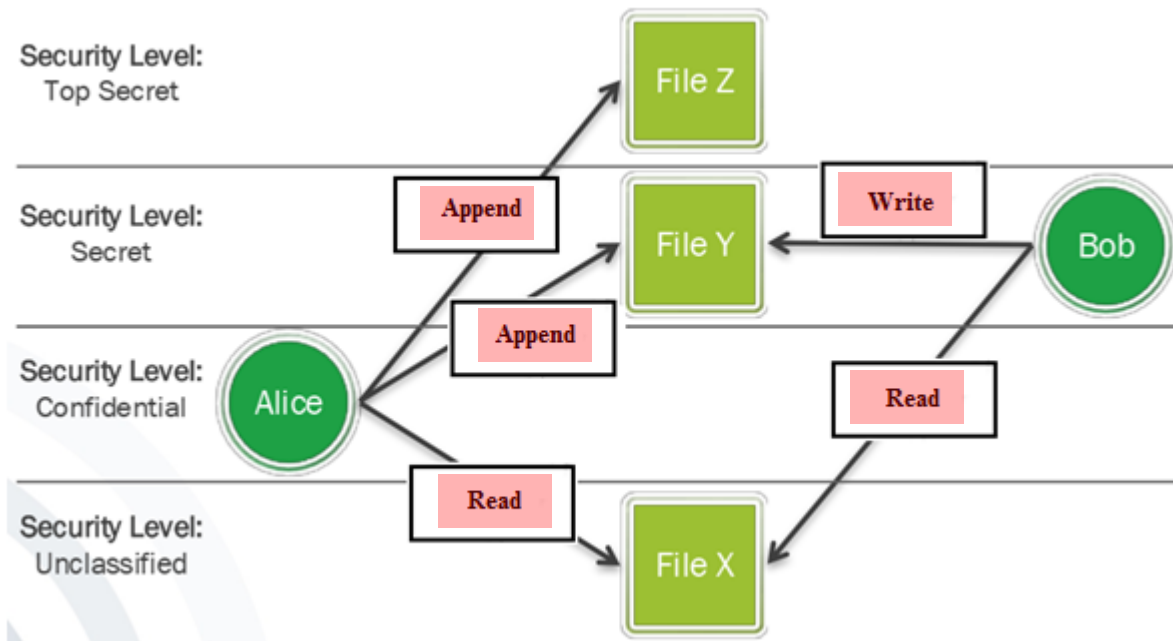 Security Level:
Top Secret
File Z
Append
Security Level:
Secret
File Y
Write
Bob
Append
Security Level:
Confidential
Alice
Read
Read
Security Level:
Unclassified
File X